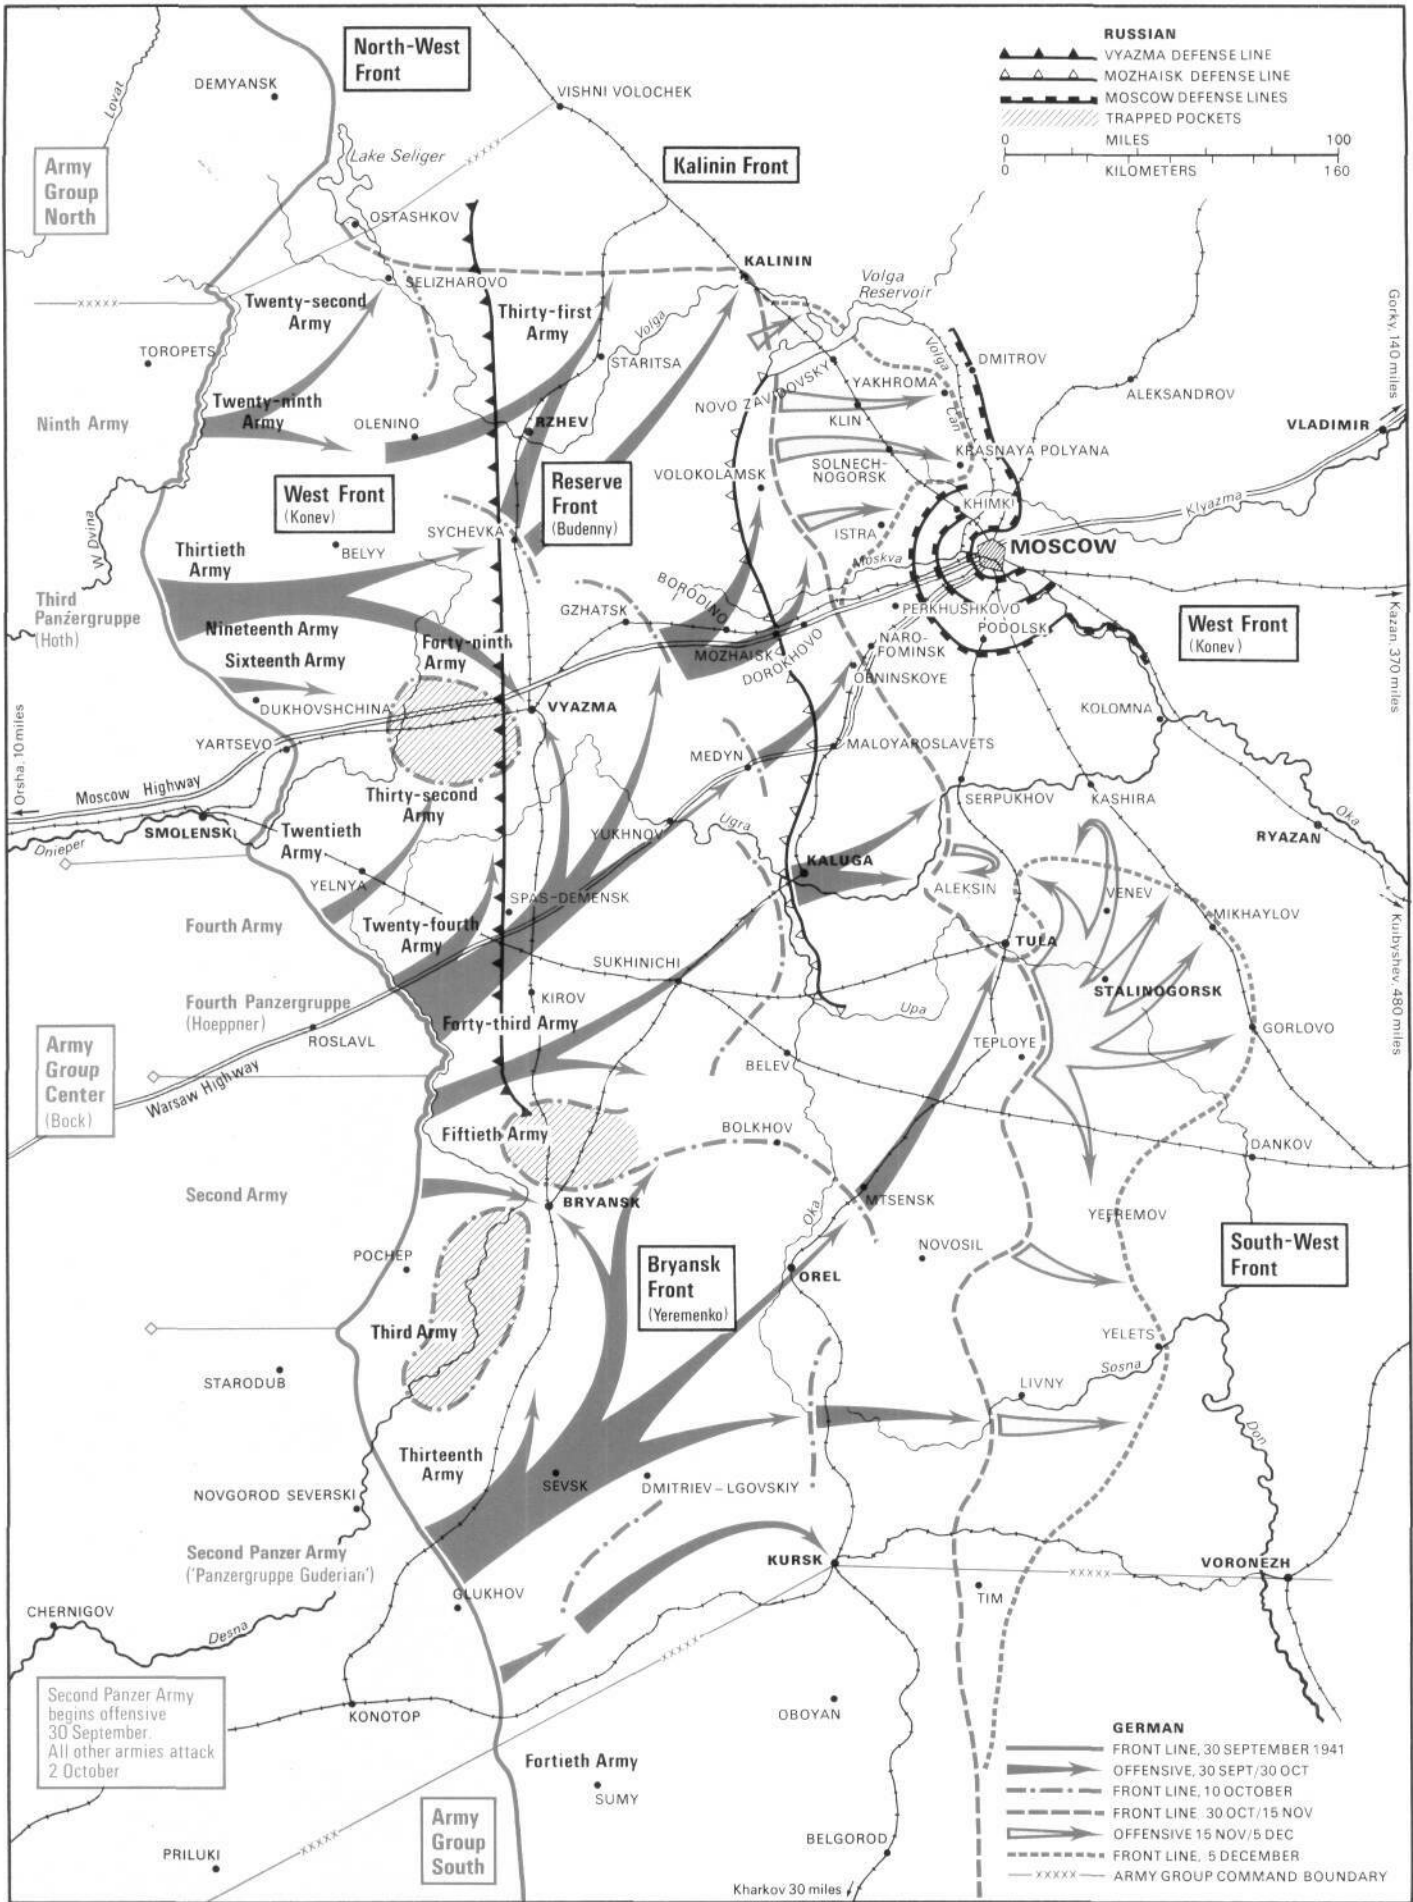 North-West
Front
DEMYANSK
Lovat
VISHNI VOLOCHEK
RUSSIAN
VYAZMA DEFENSE LINE
MOZHAISK DEFENSE LINE
MOSCOW DEFENSE LINES
TRAPPED POCKETS
0 MILES 100
0 KILOMETERS 160
Army
Group
North
Lake Seliger
XXXXX
Kalinin Front
OSTASHKOV
SELIZHAROVO
KALININ
Volga
Reservoir
Gorky, 140 miles
XXXXX
Twenty-second
Army
Thirty-first
Army
Volga
TOROPETS
STARITSA
Volga
DMITROV
NOVO ZAVIDOVSKY
YAKHROMA
ALEKSANDROV
Canal
Ninth Army
Twenty-ninth
Army
OLENINO
RZHEV
KLIN
VLADIMIR
KRASNAYA POLYANA
SOLNECH-
NOGORSK
VOLOKOLAMSK
West Front
(Konev)
Reserve
Front
(Budenny)
KHIMKI
Klyazma
W Dvina
SYCHEVKA
ISTRA
MOSCOW
BELYY
Thirtieth
Army
Moskva
BORODINO
Third
Panzergruppe
(Hoth)
GZHATSK
PERKHUSHKOVO
PODOLSK
Kazan, 370 miles
West Front
(Konev)
Nineteenth Army
Forty-ninth
Army
NARO-
FOMINSK
MOZHAISK
DOROKHOVO
Sixteenth Army
OBNINSKOYE
DUKHOVSHCHINA
VYAZMA
KOLOMNA
Orsha, 10 miles
YARTSEVO
MEDYN
MALOYAROSLAVETS
Moscow Highway
Thirty-second
Army
SERPUKHOV
KASHIRA
SMOLENSK
Twentieth
Army
YUKHNOV
Ugra
Oka
RYAZAN
Dnieper
KALUGA
YELNYA
ALEKSIN
VENEV
SPAS-DEMENSK
MIKHAYLOV
Fourth Army
Twenty-fourth
Army
TULA
Kuibyshev, 480 miles
SUKHINICHI
STALINOGORSK
Fourth Panzergruppe
(Hoeppner)
KIROV
Upa
Forty-third Army
ROSLAVL
GORLOVO
TEPLOYE
Army
Group
Center
(Bock)
BELEV
Warsaw Highway
Fiftieth Army
BOLKHOV
DANKOV
Second Army
BRYANSK
MTSENSK
Oka
YEFREMOV
POCHEP
NOVOSIL
South-West
Front
Bryansk
Front
(Yeremenko)
OREL
Third Army
YELETS
STARODUB
Sosna
LIVNY
Don
Thirteenth
Army
SEVSK
DMITRIEV-LGOVSKIY
NOVGOROD SEVERSKI
Second Panzer Army
('Panzergruppe Guderian')
KURSK
VORONEZH
XXXXX
GLUKHOV
TIM
CHERNIGOV
Desna
XXXXX
Second Panzer Army
begins offensive
30 September.
All other armies attack
2 October
KONOTOP
OBOYAN
GERMAN
FRONT LINE, 30 SEPTEMBER 1941
OFFENSIVE, 30 SEPT/30 OCT
FRONT LINE, 10 OCTOBER
FRONT LINE, 30 OCT/15 NOV
OFFENSIVE 15 NOV/5 DEC
FRONT LINE, 5 DECEMBER
XXXXX ARMY GROUP COMMAND BOUNDARY
Fortieth Army
SUMY
Army
Group
South
XXXXX
BELGOROD
PRILUKI
Kharkov 30 miles